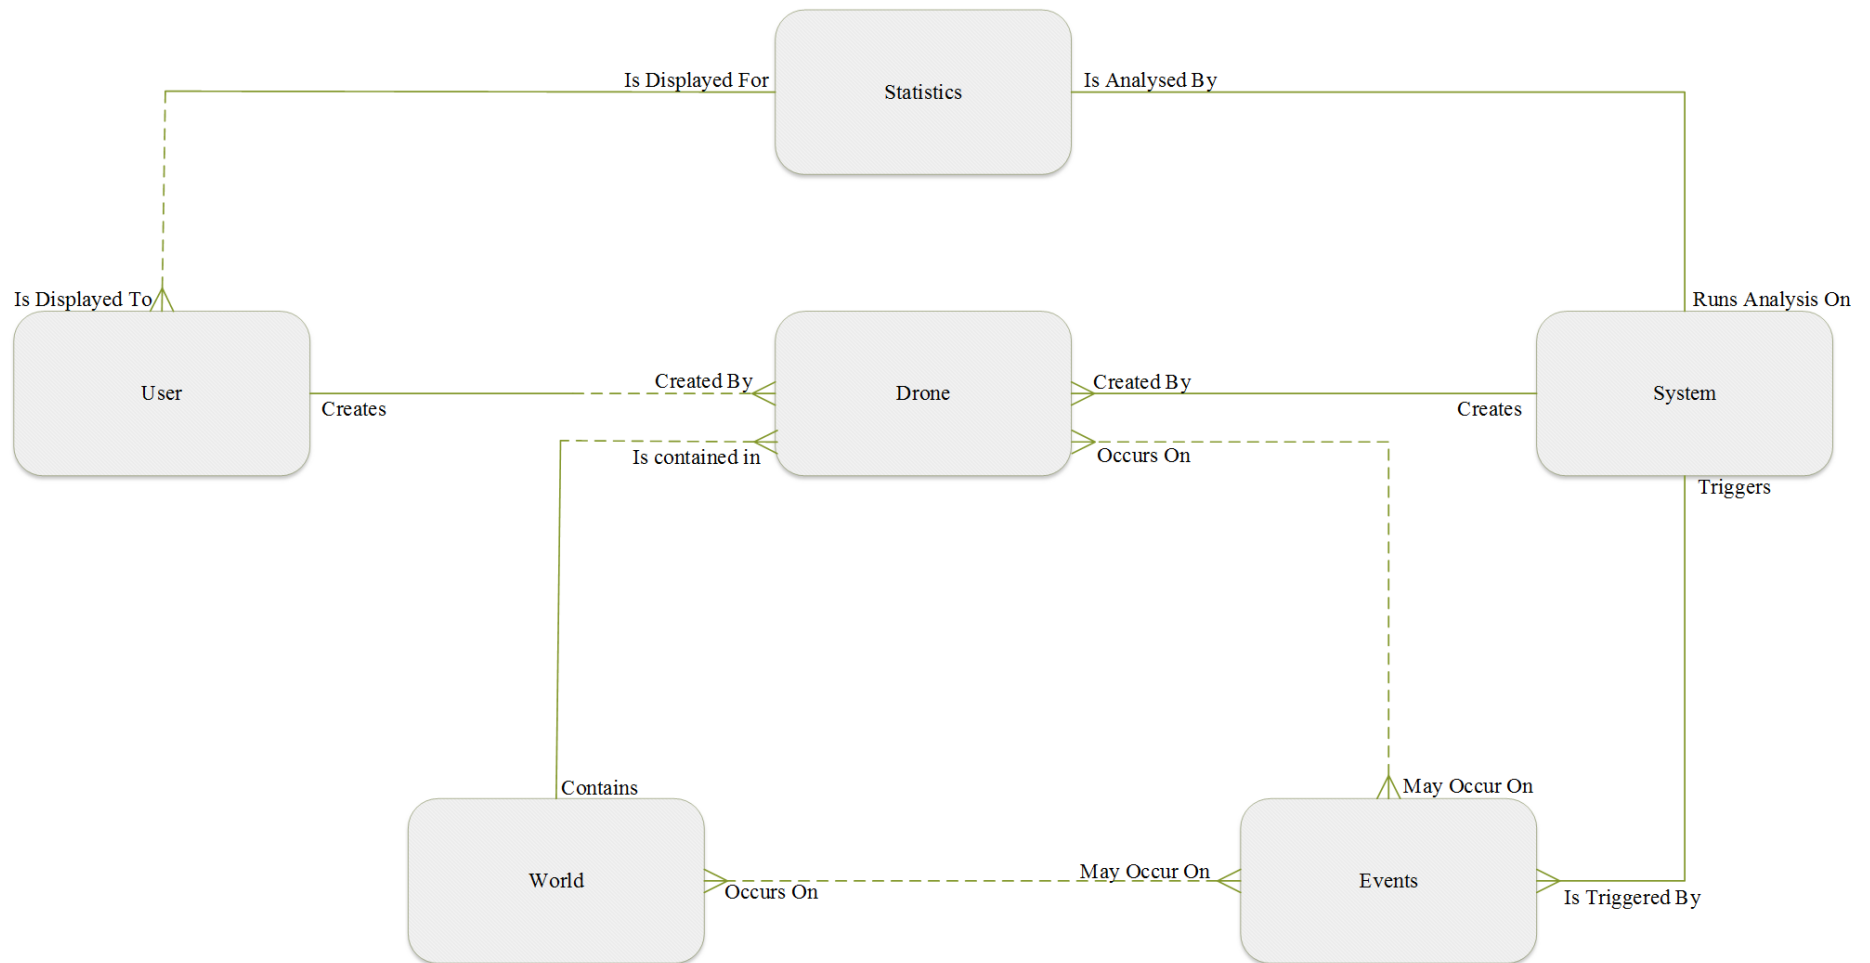 Is Displayed For
Statistics
Is Analysed By
Is Displayed To
Runs Analysis On
User
Creates
Created By
Drone
Created By
Creates
System
Is contained in
Occurs On
Triggers
Contains
May Occur On
World
Occurs On
May Occur On
Events
Is Triggered By